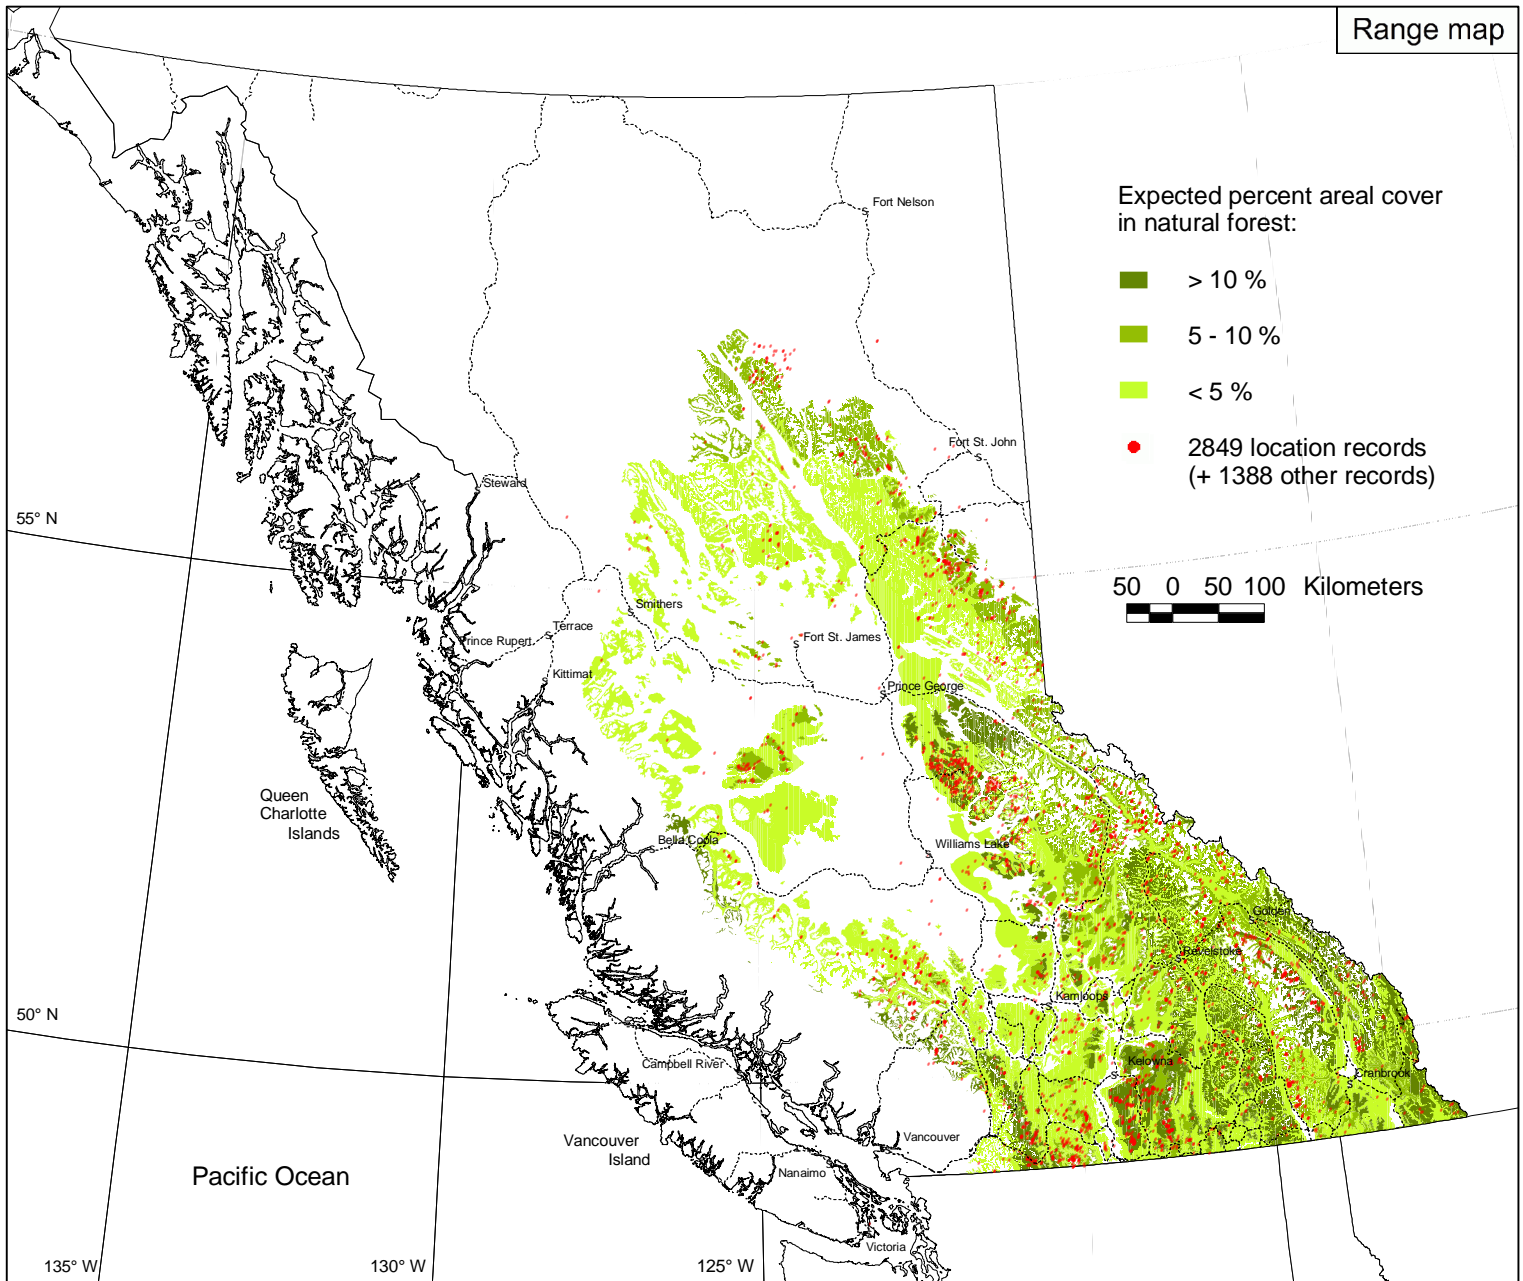 Range map
Expected percent areal cover
in natural forest:
> 10 %
5 - 10 %
< 5 %
2849 location records
(+ 1388 other records)
50 0 50 100 Kilometers
Fort Nelson
Fort St. John
Steward
55° N
Smithers
Terrace
Prince Rupert
Fort St. James
Kittimat
Prince George
Queen
Charlotte
Islands
Bella Coola
Williams Lake
Golden
Revelstoke
Kamloops
50° N
Campbell River
Kelowna
Cranbrook
Vancouver
Island
Vancouver
Nanaimo
Pacific Ocean
Victoria
135° W
130° W
125° W